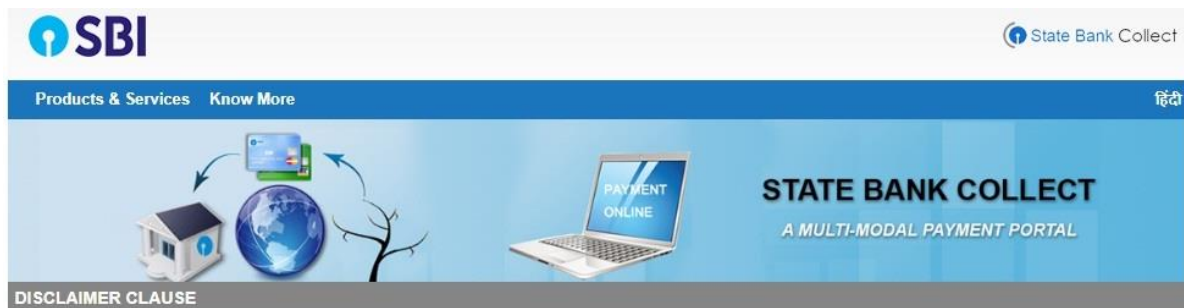 SBI
State Bank Collect
Products & Services Know More हिंदी
PAYMENT
ONLINE
STATE BANK COLLECT
A MULTI-MODAL PAYMENT PORTAL
DISCLAIMER CLAUSE